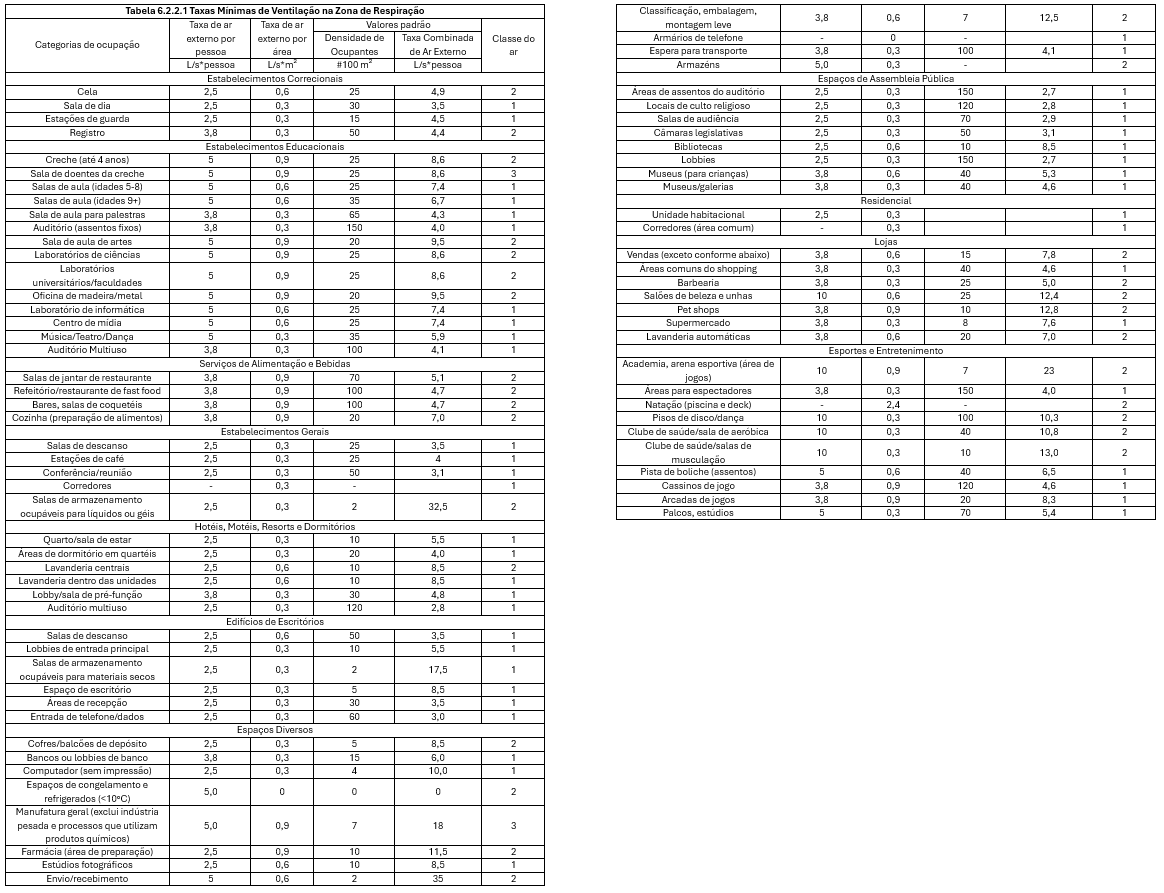 Tabela 6.2.2.1 Taxas Mínimas de Ventilação na Zona de Respiração
Categorias de ocupação Taxa de ar externo por pessoa Taxa de ar externo por área Valores padrão Classe do ar
Densidade de Ocupantes Taxa Combinada de Ar Externo
L/s*pessoa L/s*m² #100 m² L/s*pessoa
Estabelecimentos Correcionais
Cela 2,5 0,6 25 4,9 2
Sala de dia 2,5 0,3 30 3,5 1
Estações de guarda 2,5 0,3 15 4,5 1
Registro 3,8 0,3 50 4,4 2
Estabelecimentos Educacionais
Creche (até 4 anos) 5 0,9 25 8,6 2
Sala de doentes da creche 5 0,9 25 8,6 3
Salas de aula (idades 5-8) 5 0,6 25 7,4 1
Salas de aula (idades 9+) 5 0,6 35 6,7 1
Sala de aula para palestras 3,8 0,3 65 4,3 1
Auditório (assentos fixos) 3,8 0,3 150 4,0 1
Sala de aula de artes 5 0,9 20 9,5 2
Laboratórios de ciências 5 0,9 25 8,6 2
Laboratórios
universitários/faculdades 5 0,9 25 8,6 2
Oficina de madeira/metal 5 0,9 20 9,5 2
Laboratório de informática 5 0,6 25 7,4 1
Centro de mídia 5 0,6 25 7,4 1
Música/Teatro/Dança 5 0,3 35 5,9 1
Auditório Multiuso 3,8 0,3 100 4,1 1
Serviços de Alimentação e Bebidas
Salas de jantar de restaurante 3,8 0,9 70 5,1 2
Refeitório/restaurante de fast food 3,8 0,9 100 4,7 2
Bares, salas de coquetéis 3,8 0,9 100 4,7 2
Cozinha (preparação de alimentos) 3,8 0,9 20 7,0 2
Estabelecimentos Gerais
Salas de descanso 2,5 0,3 25 3,5 1
Estações de café 2,5 0,3 25 4 1
Conferência/reunião 2,5 0,3 50 3,1 1
Corredores - 0,3 - 1
Salas de armazenamento
ocupáveis para líquidos ou géis 2,5 0,3 2 32,5 2
Hotéis, Motéis, Resorts e Dormitórios
Quarto/sala de estar 2,5 0,3 10 5,5 1
Áreas de dormitório em quartéis 2,5 0,3 20 4,0 1
Lavanderia centrais 2,5 0,6 10 8,5 2
Lavanderia dentro das unidades 2,5 0,6 10 8,5 1
Lobby/sala de pré-função 3,8 0,3 30 4,8 1
Auditório multiuso 2,5 0,3 120 2,8 1
Edifícios de Escritórios
Salas de descanso 2,5 0,6 50 3,5 1
Lobbies de entrada principal 2,5 0,3 10 5,5 1
Salas de armazenamento
ocupáveis para materiais secos 2,5 0,3 2 17,5 1
Espaço de escritório 2,5 0,3 5 8,5 1
Áreas de recepção 2,5 0,3 30 3,5 1
Entrada de telefone/dados 2,5 0,3 60 3,0 1
Espaços Diversos
Cofres/balcões de depósito 2,5 0,3 5 8,5 2
Bancos ou lobbies de banco 3,8 0,3 15 6,0 1
Computador (sem impressão) 2,5 0,3 4 10,0 1
Espaços de congelamento e
refrigerados (<10ºC) 5,0 0 0 0 2
Manufatura geral (exclui indústria
pesada e processos que utilizam
produtos químicos) 5,0 0,9 7 18 3
Farmácia (área de preparação) 2,5 0,9 10 11,5 2
Estúdios fotográficos 2,5 0,6 10 8,5 1
Envio/recebimento 5 0,6 2 35 2
Classificação, embalagem,
montagem leve 3,8 0,6 7 12,5 2
Armários de telefone - 0 - 1
Espera para transporte 3,8 0,3 100 4,1 1
Armazéns 5,0 0,3 - 2
Espaços de Assembleia Pública
Áreas de assentos do auditório 2,5 0,3 150 2,7 1
Locais de culto religioso 2,5 0,3 120 2,8 1
Salas de audiência 2,5 0,3 70 2,9 1
Câmaras legislativas 2,5 0,3 50 3,1 1
Bibliotecas 2,5 0,6 10 8,5 1
Lobbies 2,5 0,3 150 2,7 1
Museus (para crianças) 3,8 0,6 40 5,3 1
Museus/galerias 3,8 0,3 40 4,6 1
Residencial
Unidade habitacional 2,5 0,3 1
Corredores (área comum) - 0,3 1
Lojas
Vendas (exceto conforme abaixo) 3,8 0,6 15 7,8 2
Áreas comuns do shopping 3,8 0,3 40 4,6 1
Barbearia 3,8 0,3 25 5,0 2
Salões de beleza e unhas 10 0,6 25 12,4 2
Pet shops 3,8 0,9 10 12,8 2
Supermercado 3,8 0,3 8 7,6 1
Lavanderia automáticas 3,8 0,6 20 7,0 2
Esportes e Entretenimento
Academia, arena esportiva (área de
jogos) 10 0,9 7 23 2
Áreas para espectadores 3,8 0,3 150 4,0 1
Natação (piscina e deck) - 2,4 - 2
Pisos de disco/dança 10 0,3 100 10,3 2
Clube de saúde/sala de aeróbica 10 0,3 40 10,8 2
Clube de saúde/salas de
musculação 10 0,3 10 13,0 2
Pista de boliche (assentos) 5 0,6 40 6,5 1
Cassinos de jogo 3,8 0,9 120 4,6 1
Arcadas de jogos 3,8 0,9 20 8,3 1
Palcos, estúdios 5 0,3 70 5,4 1